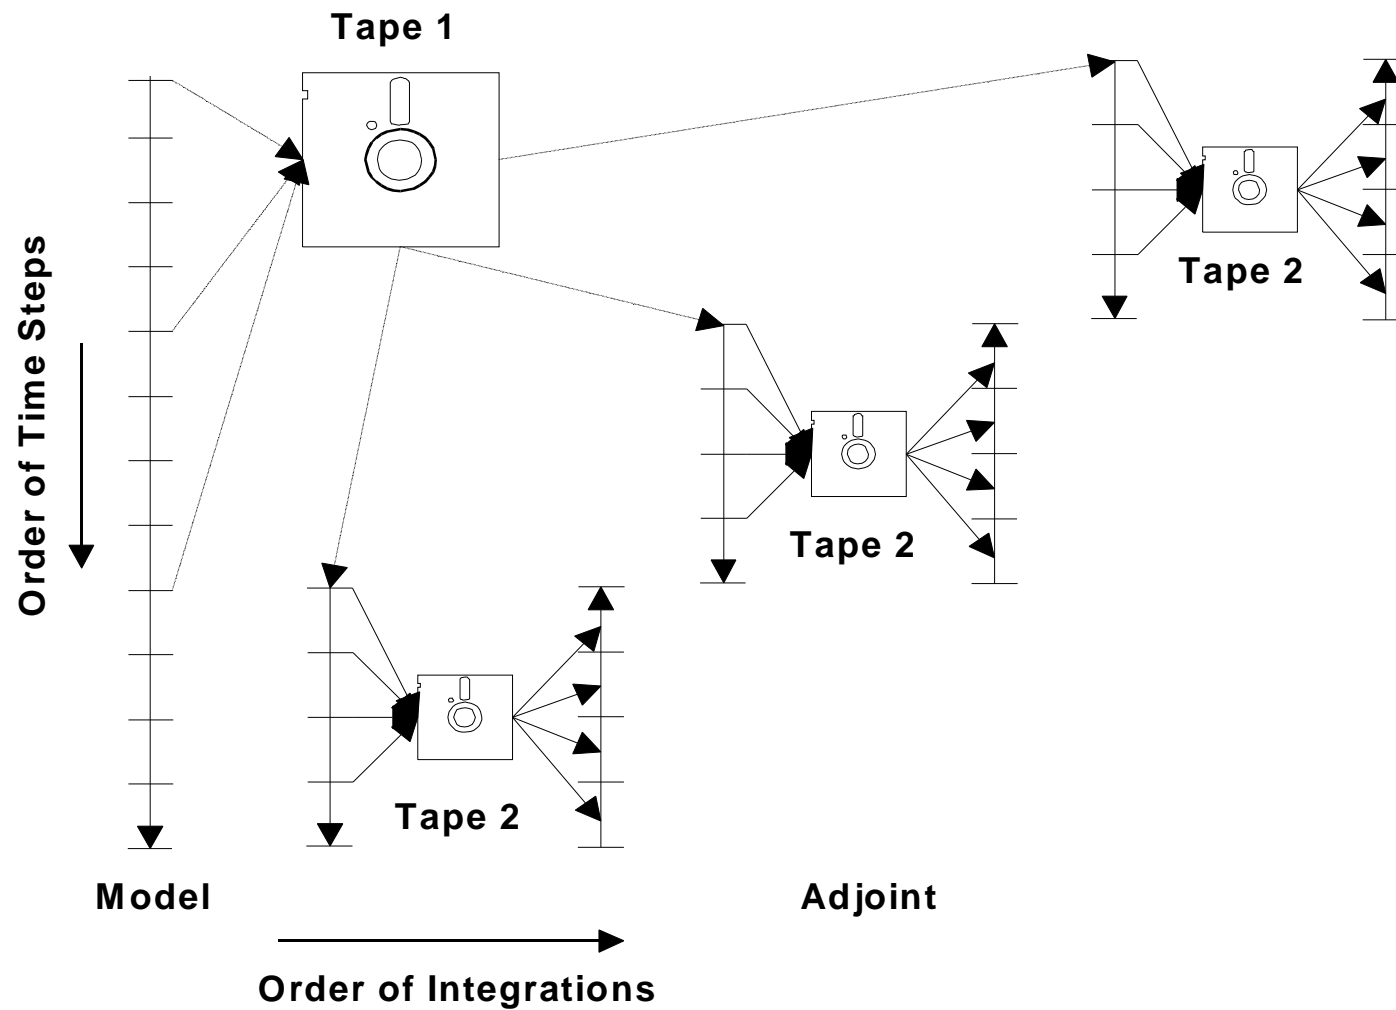 Tape 1
Tape 2
Order of Time Steps
Tape 2
Tape 2
Model
Adjoint
Order of Integrations